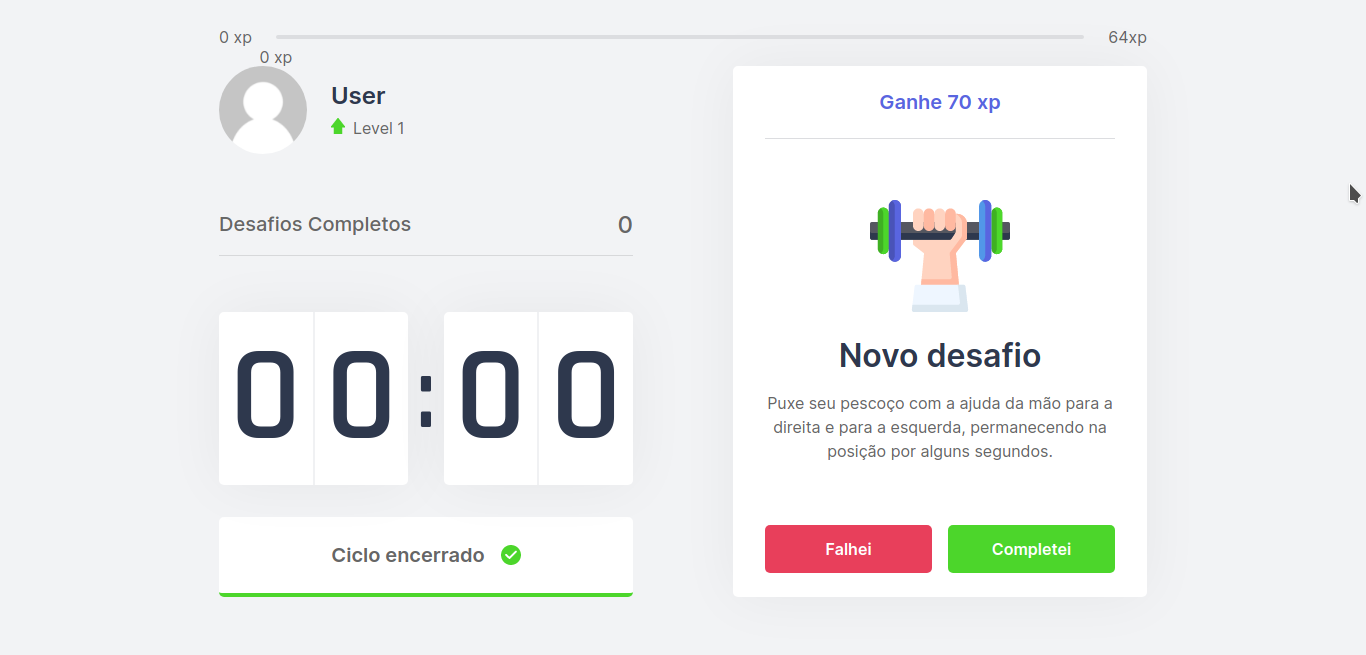 0 xp
64xp
0 xp
User
Level 1
Desafios Completos
0
00:00
Ciclo encerrado
Ganhe 70 xp
Novo desafio
Puxe seu pescoço com a ajuda da mão para a
direita e para a esquerda, permanecendo na
posição por alguns segundos.
Falhei
Completei